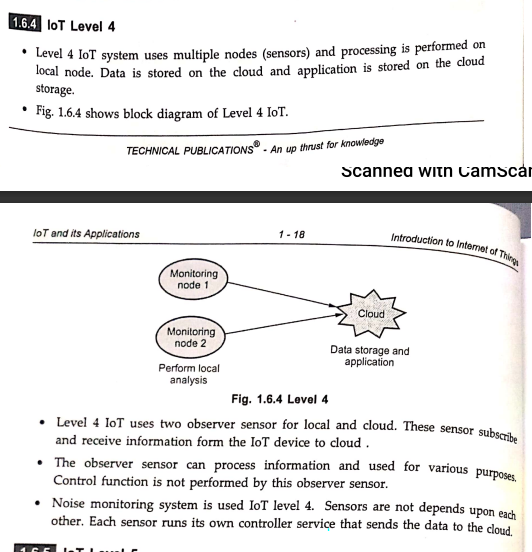 1.6.4 IoT Level 4
• Level 4 IoT system uses multiple nodes (sensors) and processing is performed on
local node. Data is stored on the cloud and application is stored on the cloud
storage.
• Fig. 1.6.4 shows block diagram of Level 4 IoT.
TECHNICAL PUBLICATIONS® - An up thrust for knowledge
Scanned with CamScan
IoT and its Applications 1 - 18 Introduction to Internet of Things
Monitoring
node 1
Cloud
Monitoring
node 2
Data storage and
application
Perform local
analysis
Fig. 1.6.4 Level 4
• Level 4 IoT uses two observer sensor for local and cloud. These sensor subscribe
and receive information form the IoT device to cloud .
• The observer sensor can process information and used for various purposes.
Control function is not performed by this observer sensor.
• Noise monitoring system is used IoT level 4. Sensors are not depends upon each
other. Each sensor runs its own controller service that sends the data to the cloud.
1.6.5 IoT Level 5